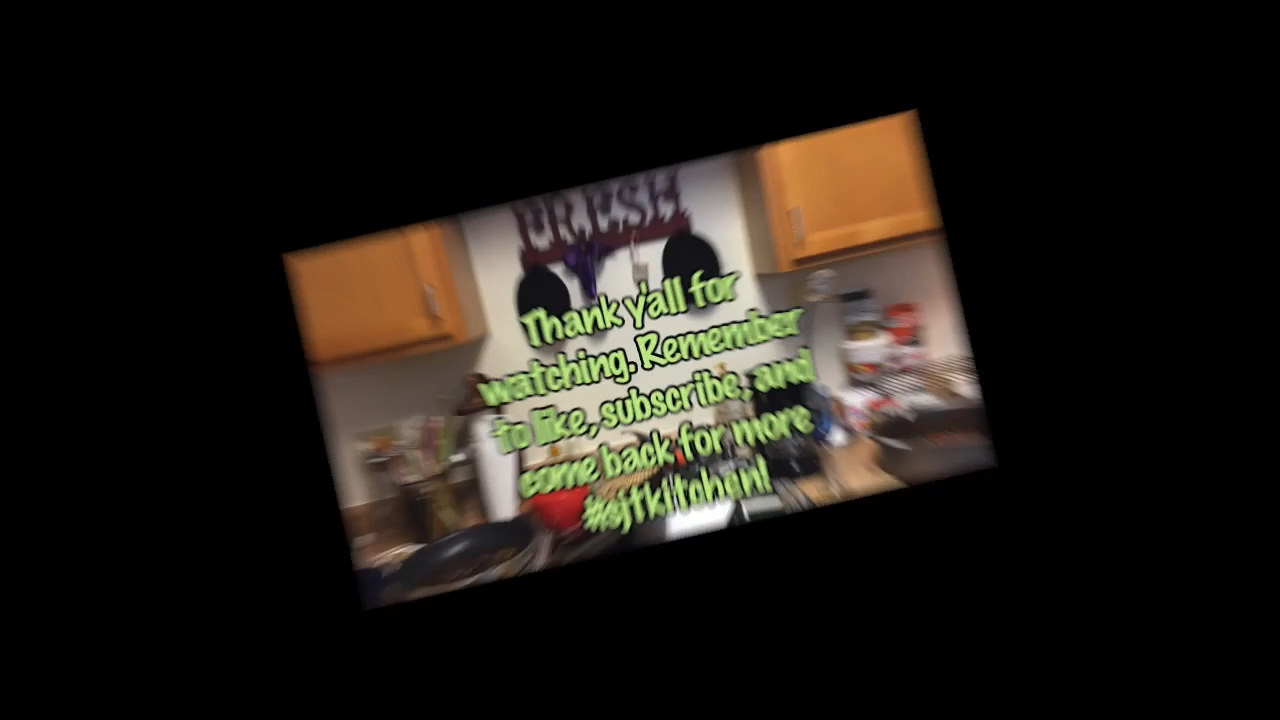 FRESH
Thank y'all for
watching. Remember
to like, subscribe, and
come back for more
#sjtkitchen!